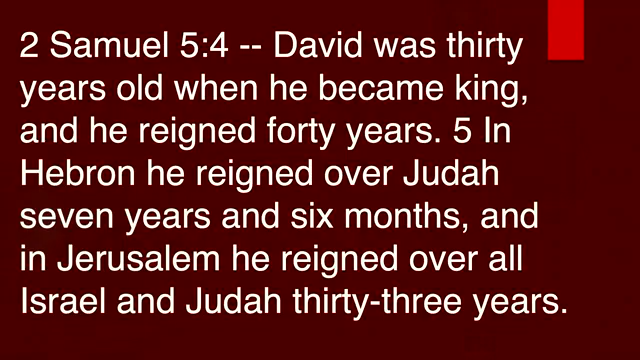 2 Samuel 5:4 -- David was thirty
years old when he became king,
and he reigned forty years. 5 In
Hebron he reigned over Judah
seven years and six months, and
in Jerusalem he reigned over all
Israel and Judah thirty-three years.